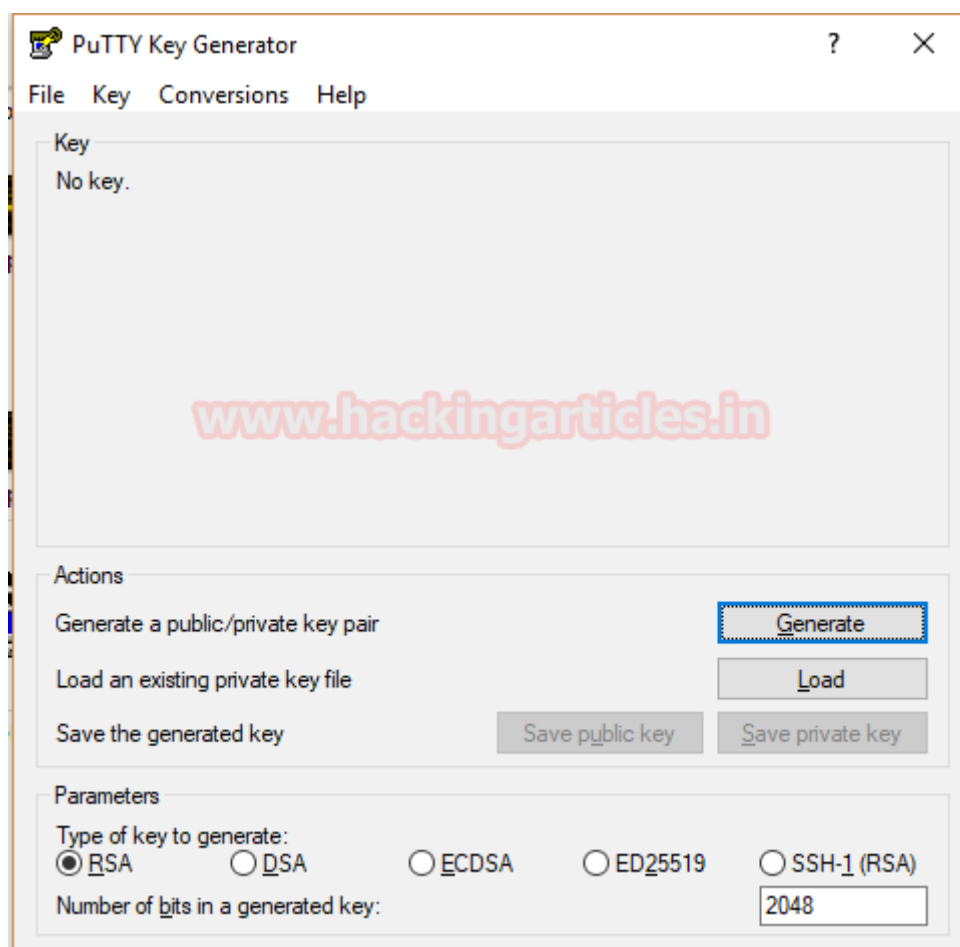 PuTTY Key Generator ?
File Key Conversions Help
Key
No key.
www.hackingarticles.in
Actions
Generate a public/private key pair Generate
Load an existing private key file Load
Save the generated key Save public key Save private key
Parameters
Type of key to generate:
RSA DSA ECDSA ED25519 SSH-1 (RSA)
Number of bits in a generated key: 2048